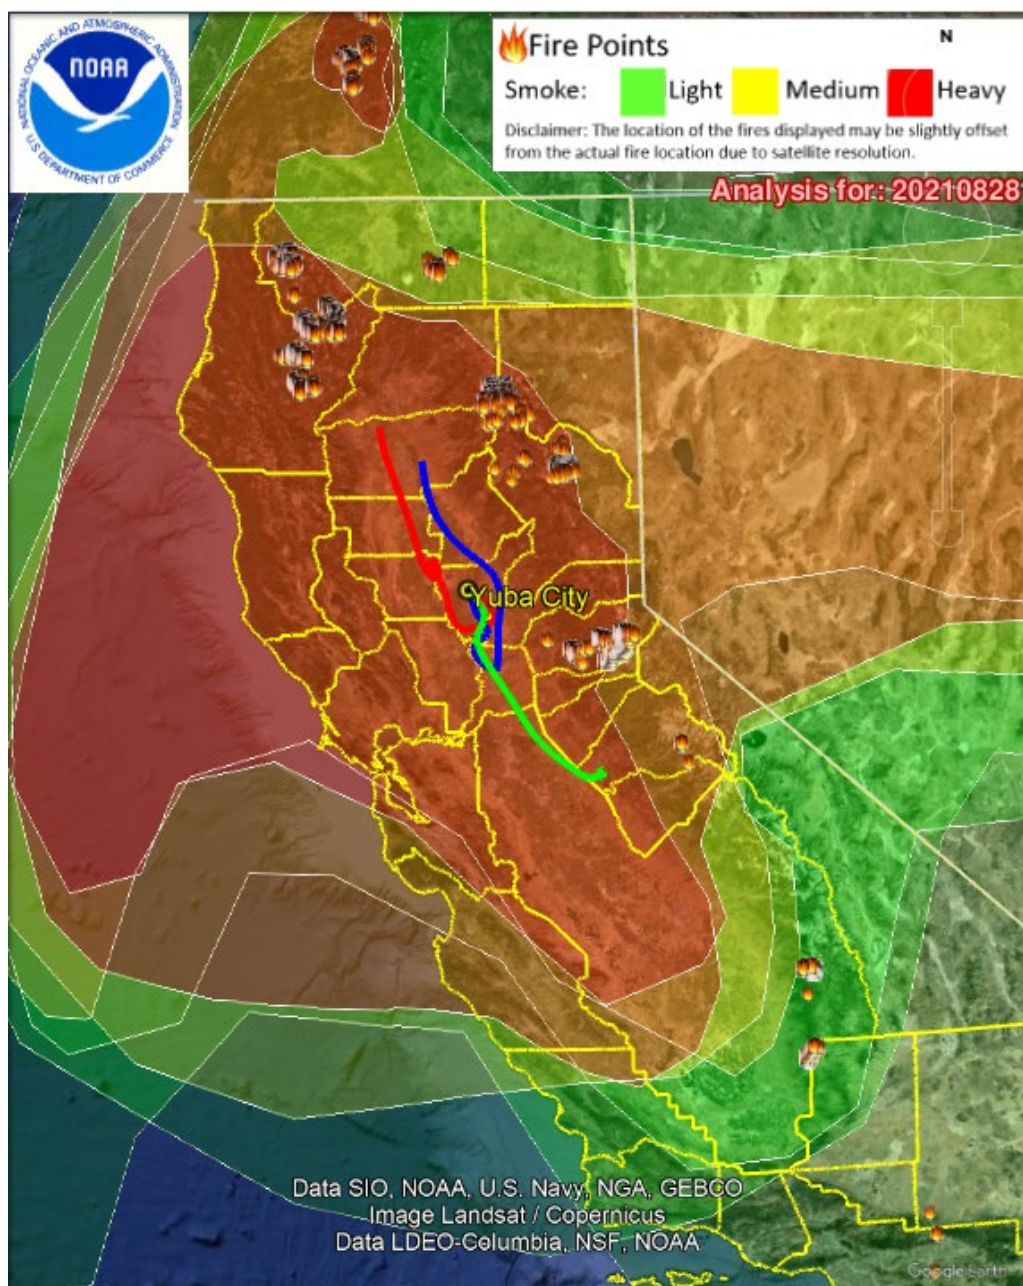 NATIONAL OCEANIC AND ATMOSPHERIC ADMINISTRATION
U.S. DEPARTMENT OF COMMERCE
NOAA
Fire Points
N
Smoke: Light Medium Heavy
Disclaimer: The location of the fires displayed may be slightly offset
from the actual fire location due to satellite resolution.
Analysis for: 20210828
Yuba City
Data SIO, NOAA, U.S. Navy, NGA, GEBCO
Image Landsat / Copernicus
Data LDEO-Columbia, NSF, NOAA
Google Earth